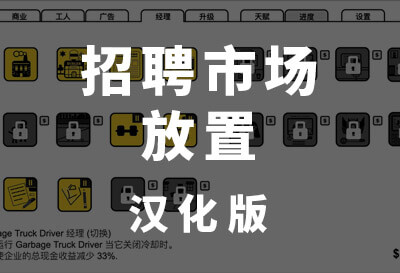 商业 工人 广告 经理 升级 天赋 进度 设置
招聘市场
放置
汉化版
age Truck Driver 经理 (切换)
运行 Garbage Truck Driver 当它关闭冷却时。
使企业的总现金收益减少 33%.
$